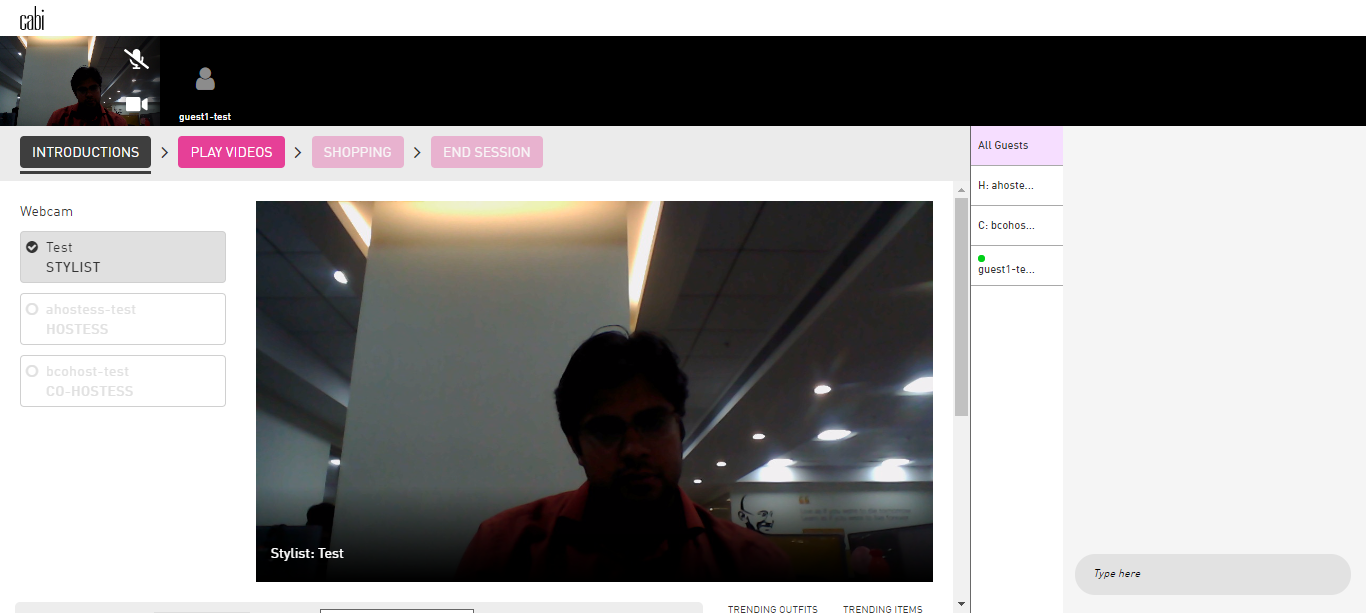 cabi
guest1-test
INTRODUCTIONS
PLAY VIDEOS
SHOPPING
END SESSION
All Guests
H: ahoste...
C: bcohos...
guest1-te...
Webcam
Test
STYLIST
ahostess-test
HOSTESS
bcohost-test
CO-HOSTESS
Stylist: Test
Type here
TRENDING OUTFITS
TRENDING ITEMS